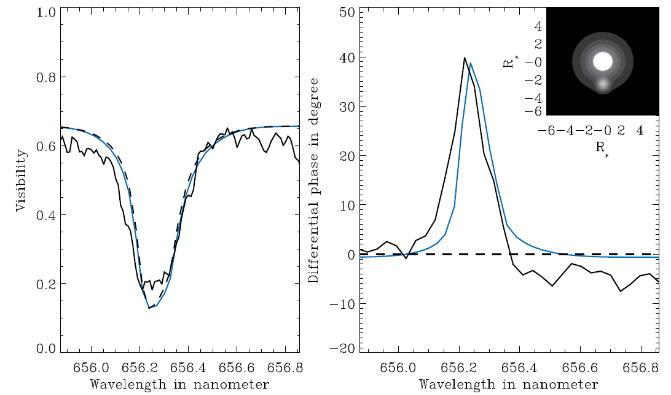 1.0
0.8
0.6
0.4
0.2
0.0
Visibility
656.0 656.2 656.4 656.6 656.8
Wavelength in nanometer
50
40
30
20
10
0
-10
-20
Differential phase in degree
656.0 656.2 656.4 656.6 656.8
Wavelength in nanometer
4
2
-0
-2
-4
-6
R*
-6-4-2-0 2 4
R*